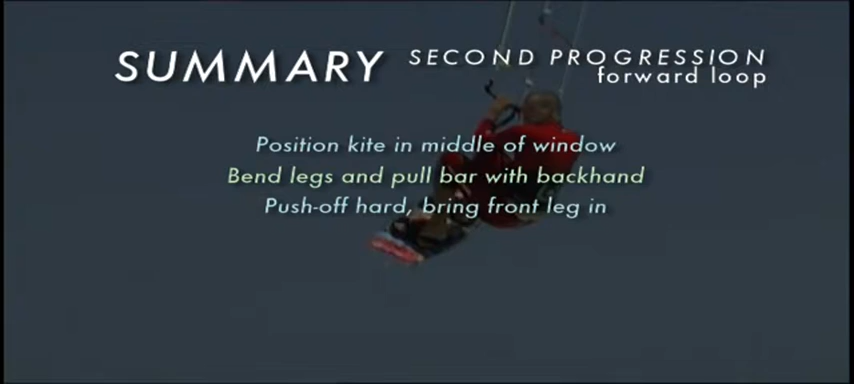 SUMMARY
SECOND PROGRESSION
forward loop
Position kite in middle of window
Bend legs and pull bar with backhand
Push-off hard, bring front leg in